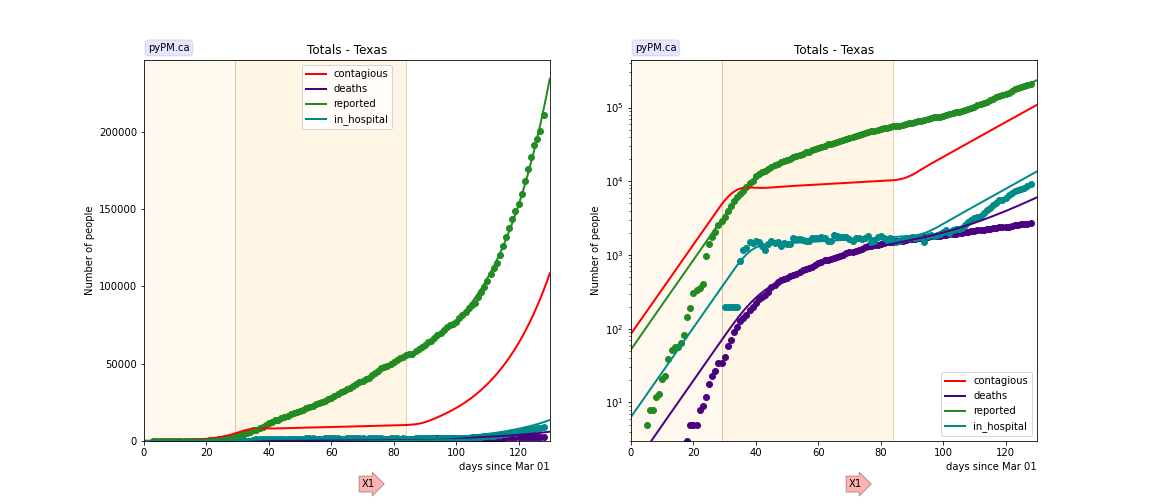 pyPM.ca
Totals - Texas
contagious
deaths
reported
in_hospital
Number of people
200000
150000
100000
50000
0
0 20 40 60 80 100 120
days since Mar 01
X1
pyPM.ca
Totals - Texas
Number of people
10^5
10^4
10^3
10^2
10^1
contagious
deaths
reported
in_hospital
0 20 40 60 80 100 120
days since Mar 01
X1